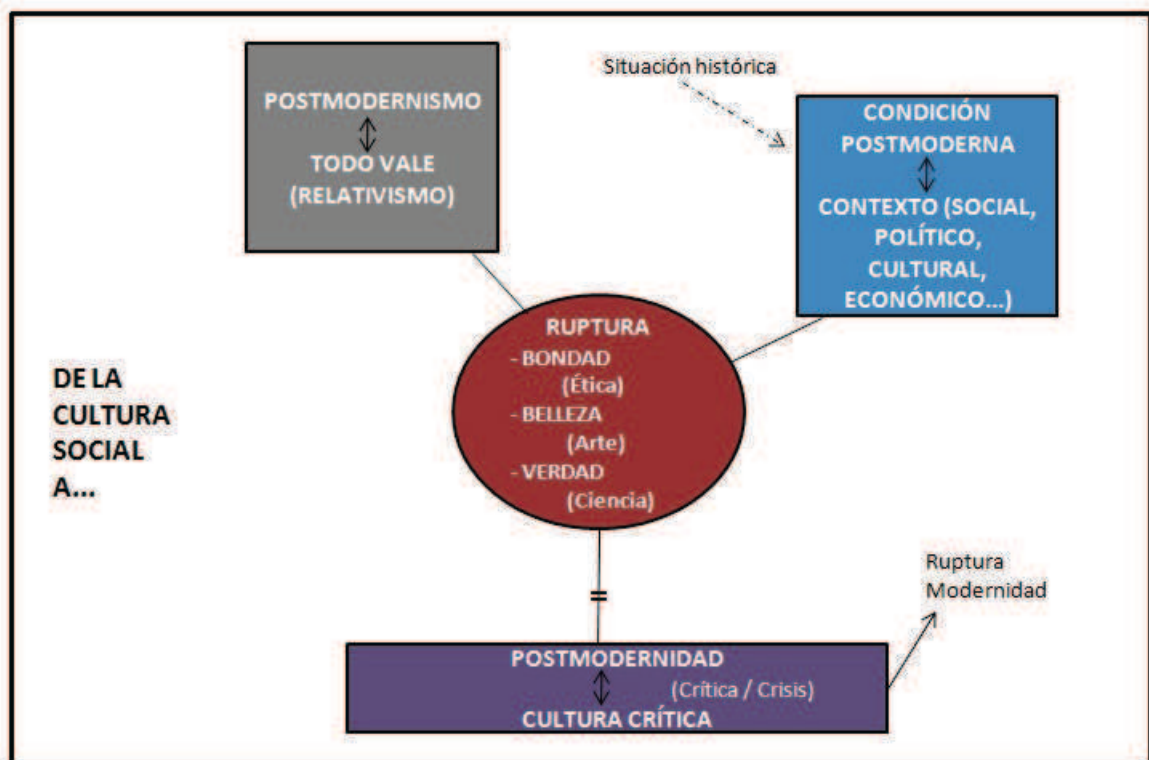 POSTMODERNISMO
TODO VALE
(RELATIVISMO)
Situación histórica
CONDICIÓN
POSTMODERNA
CONTEXTO (SOCIAL,
POLÍTICO,
CULTURAL,
ECONÓMICO...)
RUPTURA
- BONDAD
(Ética)
- BELLEZA
(Arte)
- VERDAD
(Ciencia)
DE LA
CULTURA
SOCIAL
A...
=
Ruptura
Modernidad
POSTMODERNIDAD
(Crítica / Crisis)
CULTURA CRÍTICA